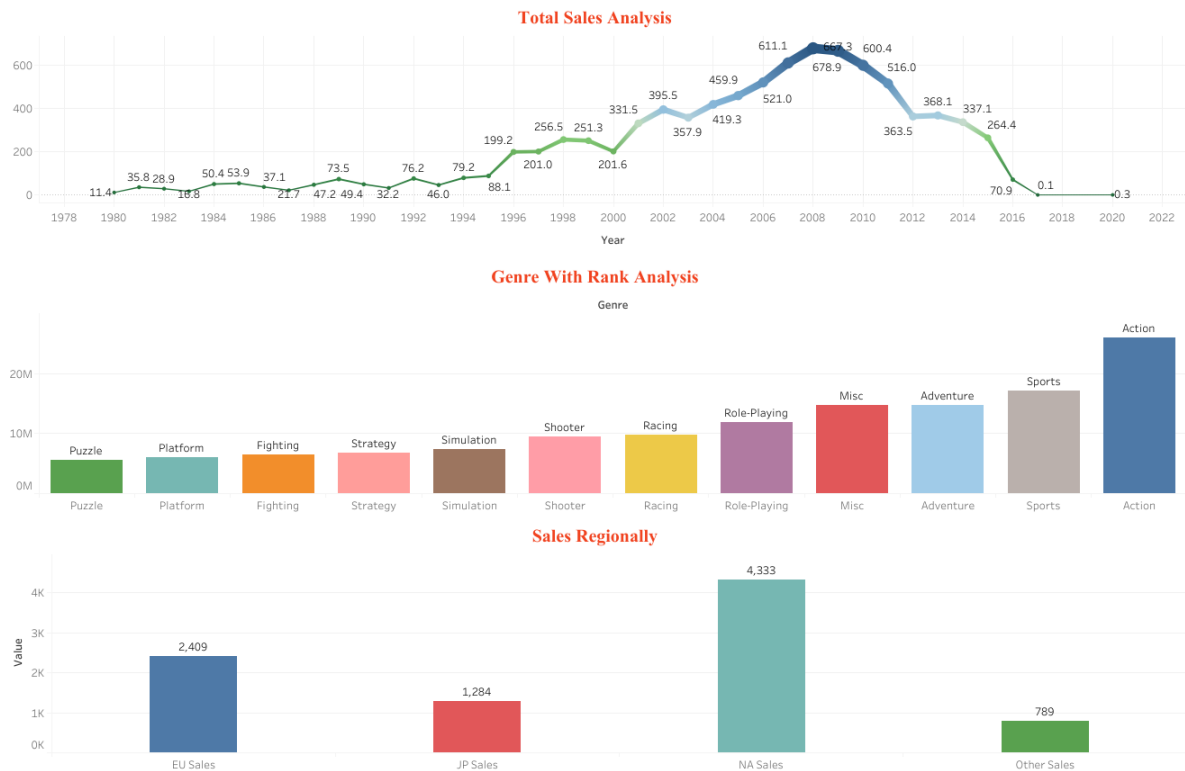 Total Sales Analysis
611.1 667.3 600.4
600
678.9
459.9 516.0
521.0
395.5
400
331.5 368.1 337.1
419.3
357.9 363.5
256.5 251.3 264.4
199.2
200
201.0 201.6
73.5 76.2 79.2
50.4 53.9
35.8 28.9 37.1
88.1 70.9 0.1
0
11.4 16.8 21.7 47.2 49.4 32.2 46.0 0.3
1978 1980 1982 1984 1986 1988 1990 1992 1994 1996 1998 2000 2002 2004 2006 2008 2010 2012 2014 2016 2018 2020 2022
Year
Genre With Rank Analysis
Genre
Action
20M
Sports
Misc Adventure
Role-Playing
10M
Shooter Racing
Puzzle Platform Fighting Strategy Simulation
0M
Puzzle Platform Fighting Strategy Simulation Shooter Racing Role-Playing Misc Adventure Sports Action
Sales Regionally
4,333
4K
3K
2,409
Value
2K
1,284
1K
789
0K
EU Sales JP Sales NA Sales Other Sales